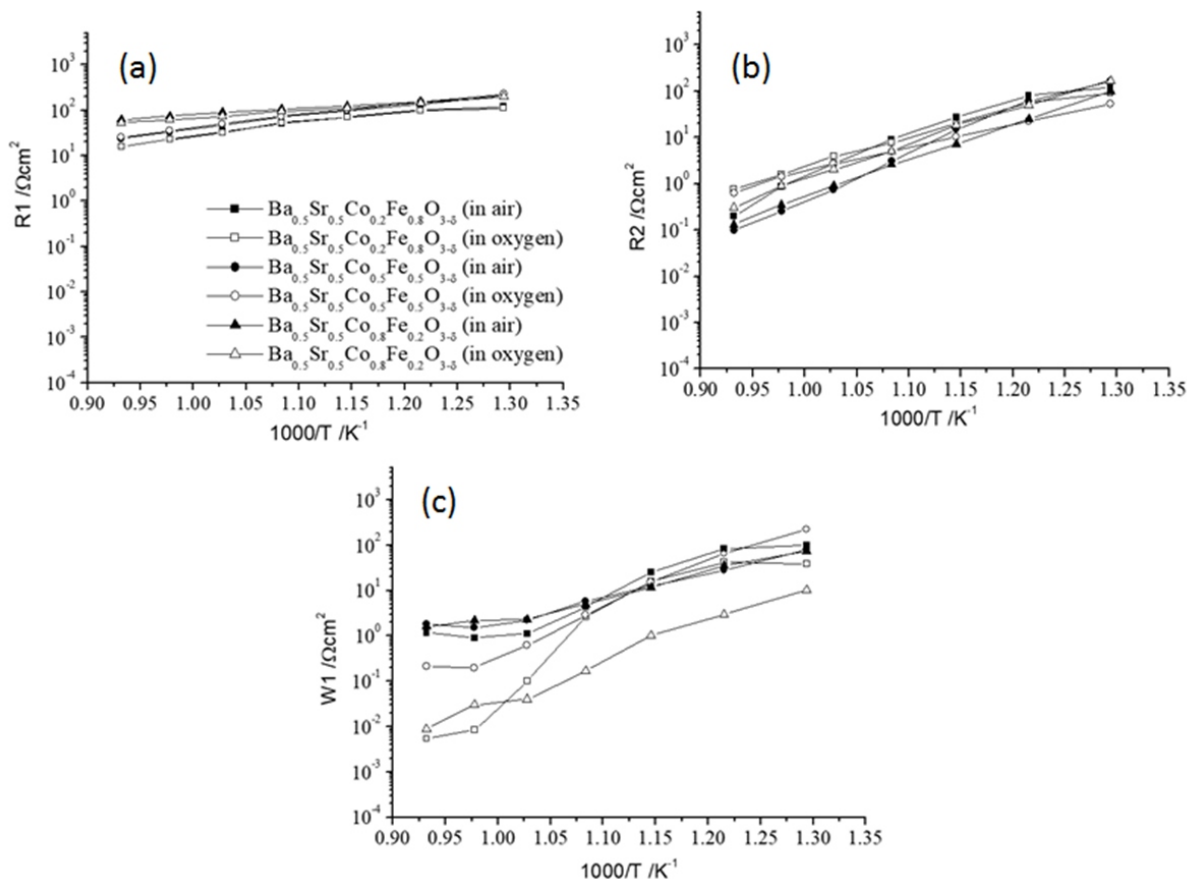 (a)
10³
10²
10¹
10⁰
10⁻¹
10⁻²
10⁻³
10⁻⁴
R1 /Ωcm²
Ba₀.₅Sr₀.₅Co₀.₂Fe₀.₈O₃₋δ (in air)
Ba₀.₅Sr₀.₅Co₀.₂Fe₀.₈O₃₋δ (in oxygen)
Ba₀.₅Sr₀.₅Co₀.₅Fe₀.₅O₃₋δ (in air)
Ba₀.₅Sr₀.₅Co₀.₅Fe₀.₅O₃₋δ (in oxygen)
Ba₀.₅Sr₀.₅Co₀.₈Fe₀.₂O₃₋δ (in air)
Ba₀.₅Sr₀.₅Co₀.₈Fe₀.₂O₃₋δ (in oxygen)
0.90 0.95 1.00 1.05 1.10 1.15 1.20 1.25 1.30 1.35
1000/T /K⁻¹
(b)
10³
10²
10¹
10⁰
10⁻¹
10⁻²
10⁻³
10⁻⁴
R2 /Ωcm²
0.90 0.95 1.00 1.05 1.10 1.15 1.20 1.25 1.30 1.35
1000/T /K⁻¹
(c)
10³
10²
10¹
10⁰
10⁻¹
10⁻²
10⁻³
10⁻⁴
W1 /Ωcm²
0.90 0.95 1.00 1.05 1.10 1.15 1.20 1.25 1.30 1.35
1000/T /K⁻¹